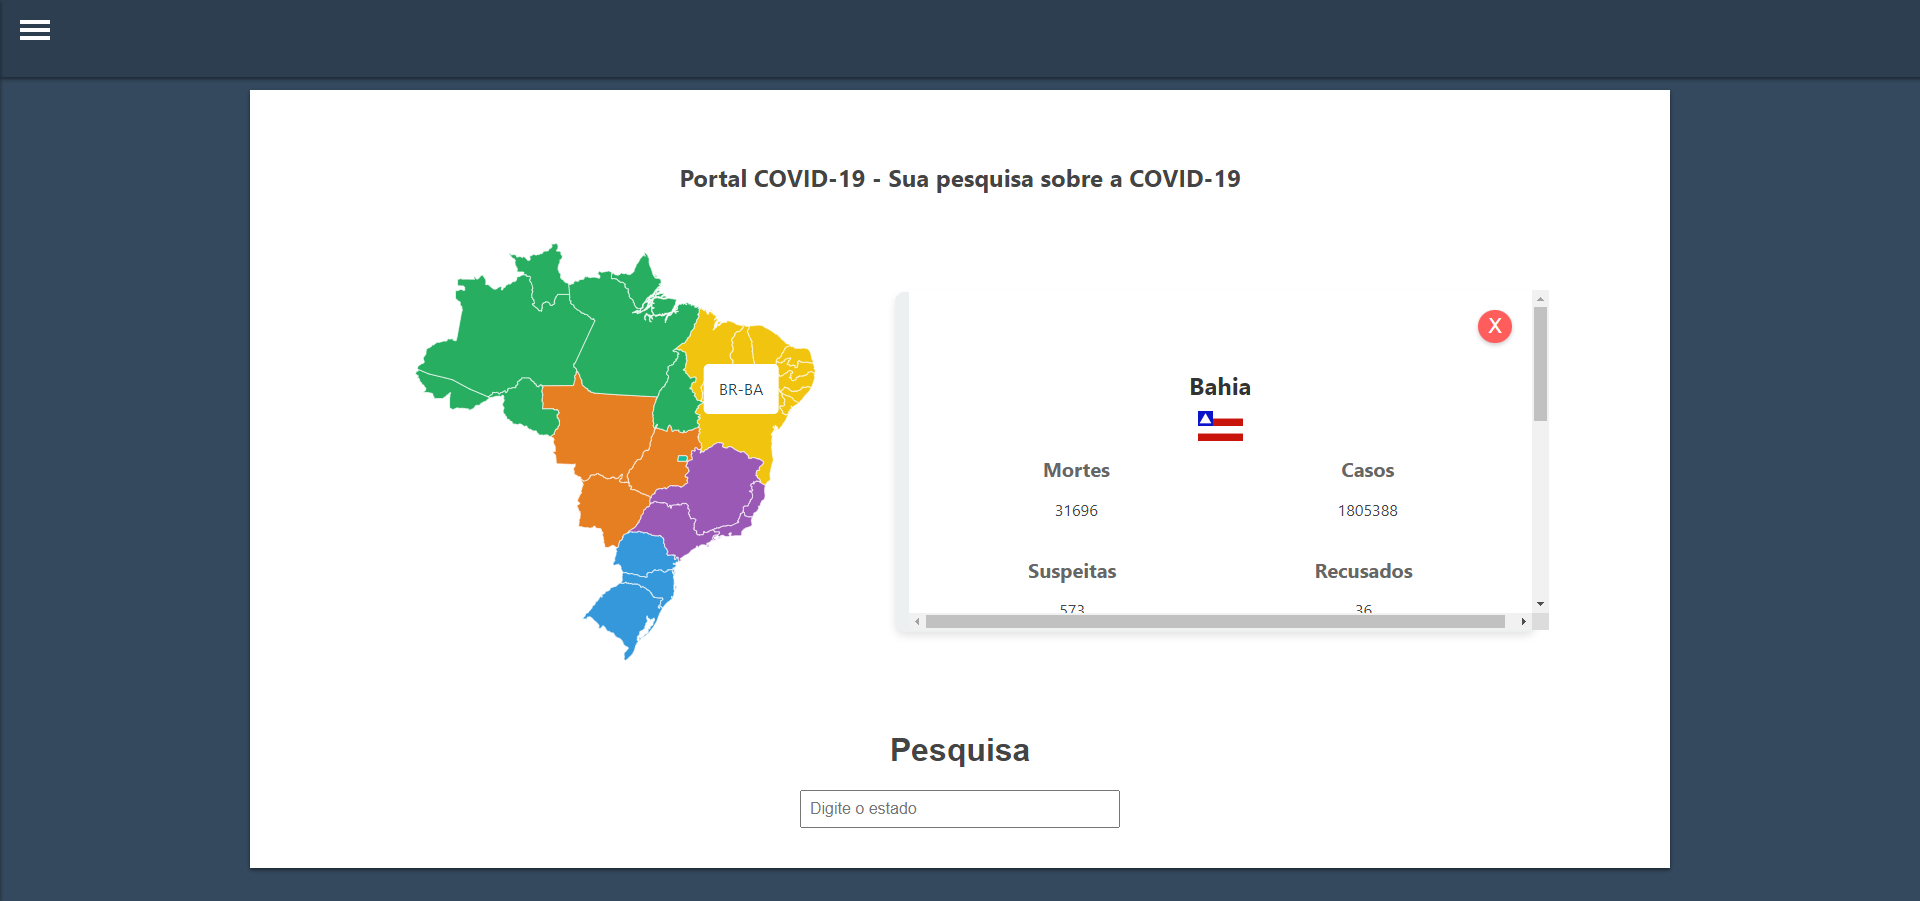 Portal COVID-19 - Sua pesquisa sobre a COVID-19
BR-BA
X
Bahia
Mortes
Casos
31696
1805388
Suspeitas
Recusados
573
36
Pesquisa
Digite o estado